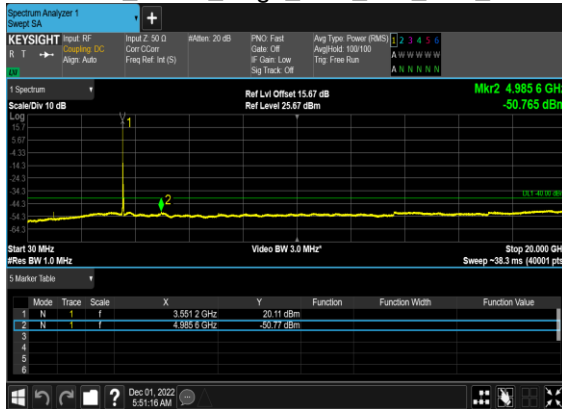 Spectrum Analyzer 1
Swept SA
+
KEYSIGHT Input: RF Input Z: 50 Ω #Atten: 20 dB PNO: Fast Avg Type: Power (RMS) 1 2 3 4 5 6
R T Coupling: DC Corr CCorr Gate: Off Avg|Hold: 100/100 A W W W W W
Align: Auto Freq Ref: Int (S) IF Gain: Low Trig: Free Run
Sig Track: Off A N N N N N
1 Spectrum Ref Lvl Offset 15.67 dB Mkr2 4.985 6 GHz
Scale/Div 10 dB Ref Level 25.67 dBm -50.765 dBm
Log
15.7
5.67
-4.33
-14.3
-24.3
-34.3
-44.3
-54.3
-64.3
1
2
Start 30 MHz Video BW 3.0 MHz* Stop 20.000 GHz
#Res BW 1.0 MHz Sweep ~38.3 ms (40001 pts)
5 Marker Table
Mode Trace Scale X Y Function Function Width Function Value
1 N 1 f 3.551 2 GHz 20.11 dBm
2 N 1 f 4.985 6 GHz -50.77 dBm
3
4
5
6
? Dec 01, 2022
5:51:16 AM